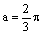 a = 2/3 π